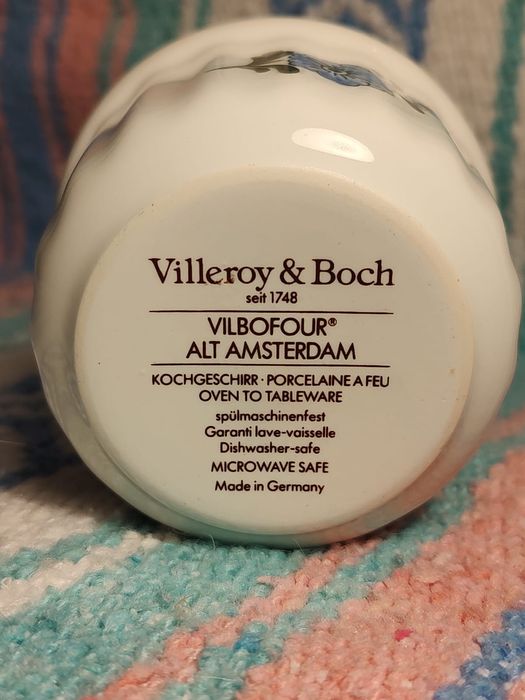 Villeroy & Boch
seit 1748
VILBOFOUR®
ALT AMSTERDAM
KOCHGESCHIRR · PORCELAINE A FEU
OVEN TO TABLEWARE
spülmaschinenfest
Garanti lave-vaisselle
Dishwasher-safe
MICROWAVE SAFE
Made in Germany